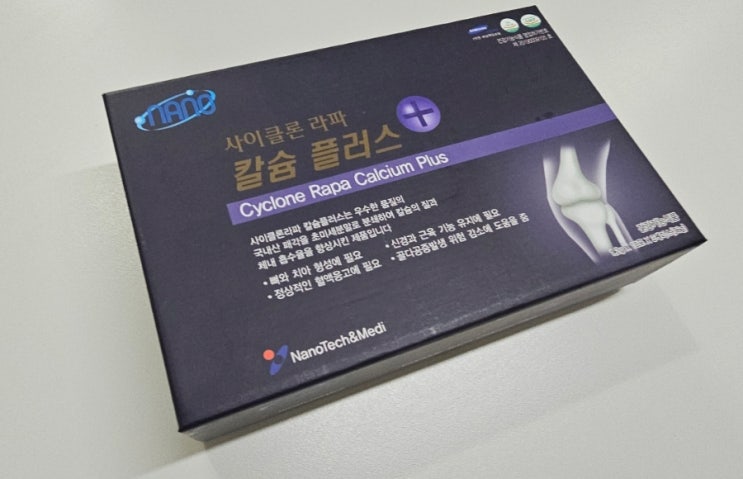 NANO
사이클론 라파
칼슘 플러스
Cyclone Rapa Calcium Plus
사이클론라파 칼슘플러스는 우수한 품질의
국내산 패각을 초미세분말로 분쇄하여 칼슘의 질과
체내 흡수율을 향상시킨 제품입니다
• 뼈와 치아 형성에 필요
• 신경과 근육 기능 유지에 필요
• 정상적인 혈액응고에 필요
• 골다공증발생 위험 감소에 도움을 줌
NanoTech&Medi